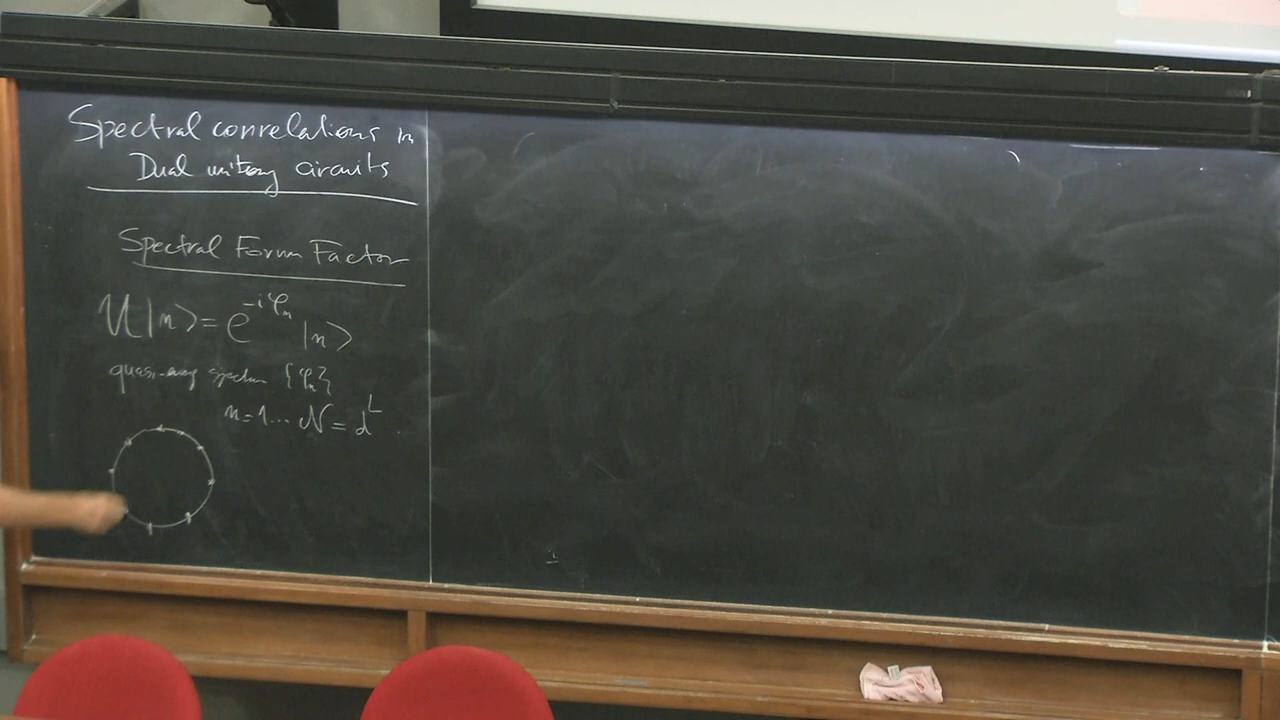 Spectral correlations in
Dual unitary circuits
Spectral Form Factor
U|n> = e^{-iφ_n} |n>
quasi-energy spectrum {φ_n}
n=1... N = d^L